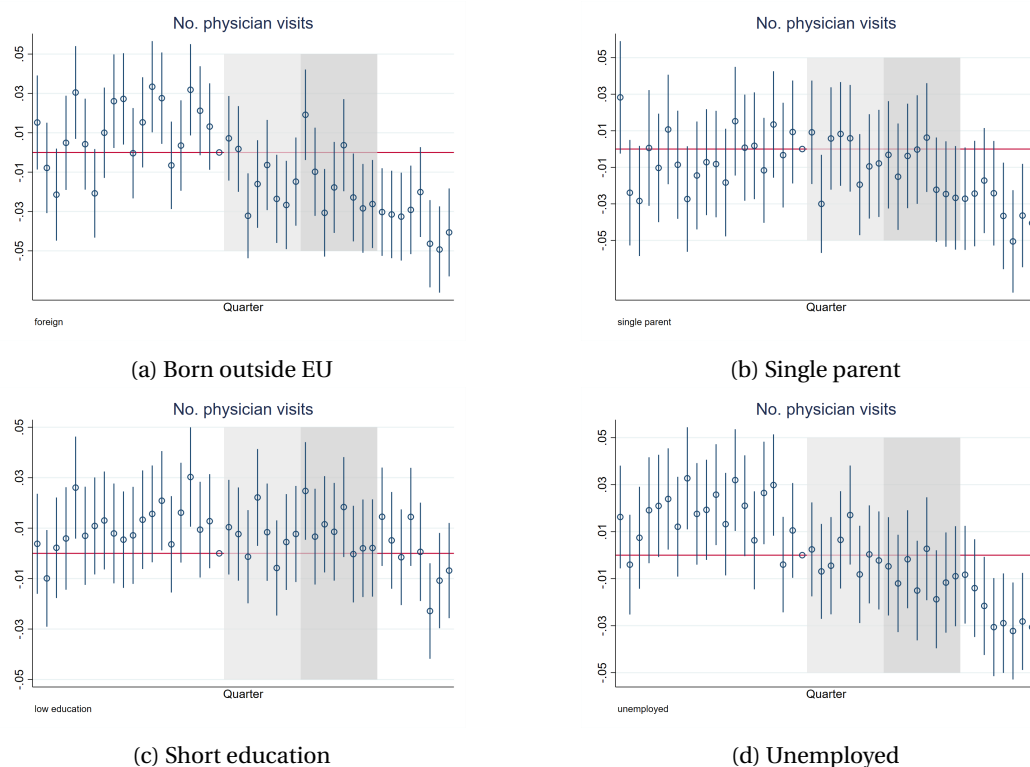 No. physician visits
.05
.03
.01
-.01
-.03
-.05
Quarter
foreign
(a) Born outside EU
No. physician visits
.05
.03
.01
-.01
-.03
-.05
Quarter
single parent
(b) Single parent
No. physician visits
.05
.03
.01
-.01
-.03
-.05
Quarter
low education
(c) Short education
No. physician visits
.05
.03
.01
-.01
-.03
-.05
Quarter
unemployed
(d) Unemployed